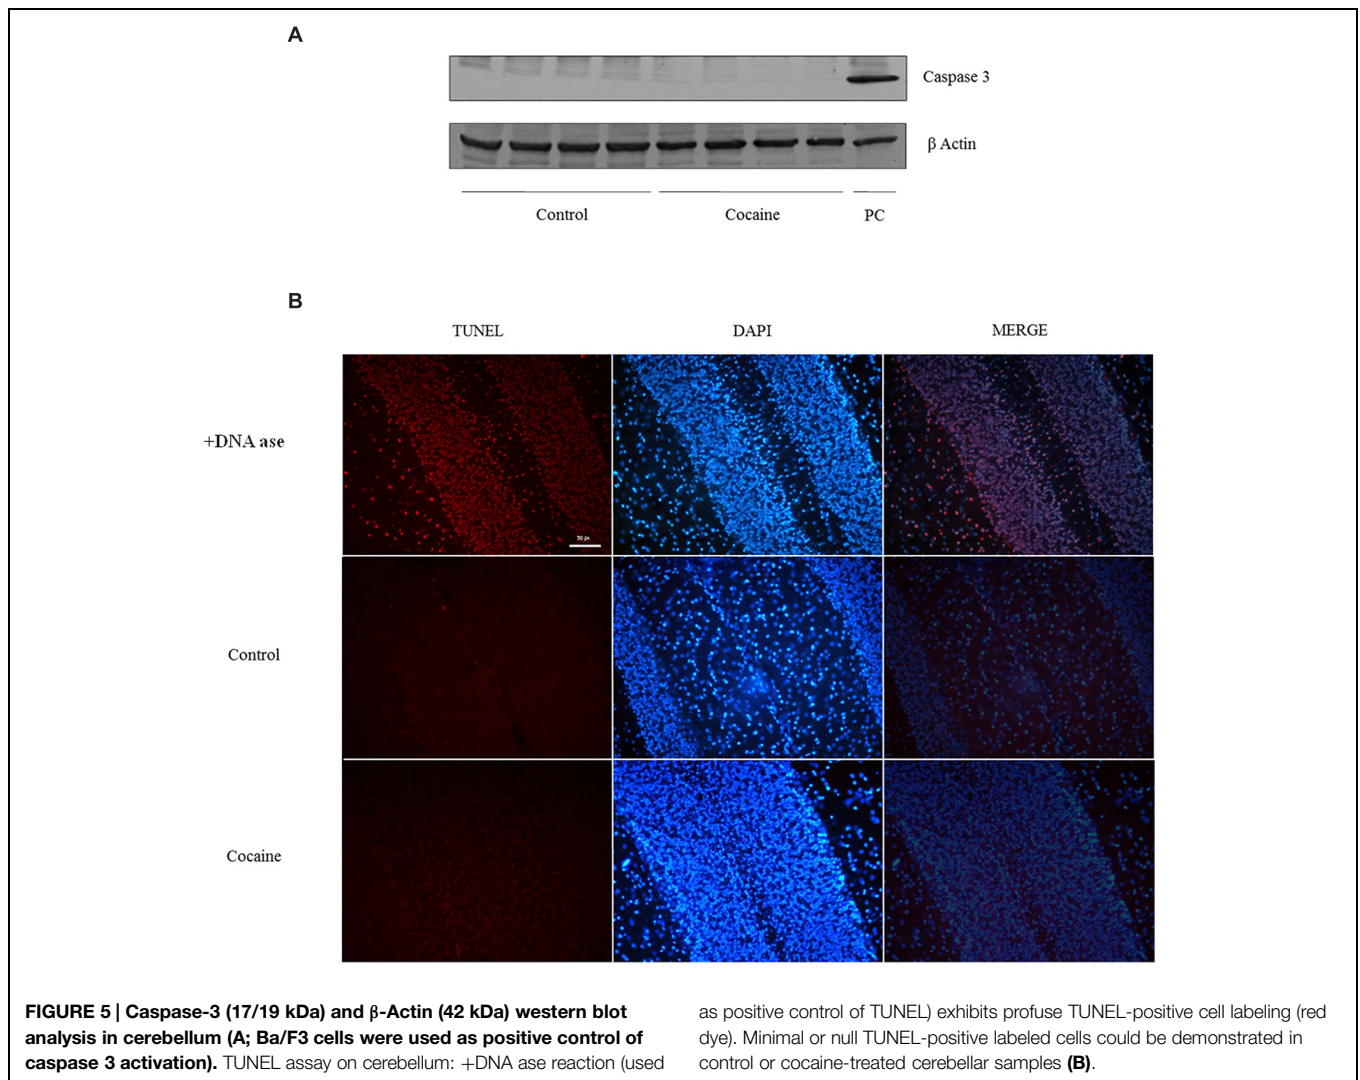 A
Caspase 3
β Actin
Control Cocaine PC
B
TUNEL DAPI MERGE
+DNA ase
50 µs
Control
Cocaine
FIGURE 5 | Caspase-3 (17/19 kDa) and β-Actin (42 kDa) western blot
analysis in cerebellum (A; Ba/F3 cells were used as positive control of
caspase 3 activation). TUNEL assay on cerebellum: +DNA ase reaction (used
as positive control of TUNEL) exhibits profuse TUNEL-positive cell labeling (red
dye). Minimal or null TUNEL-positive labeled cells could be demonstrated in
control or cocaine-treated cerebellar samples (B).